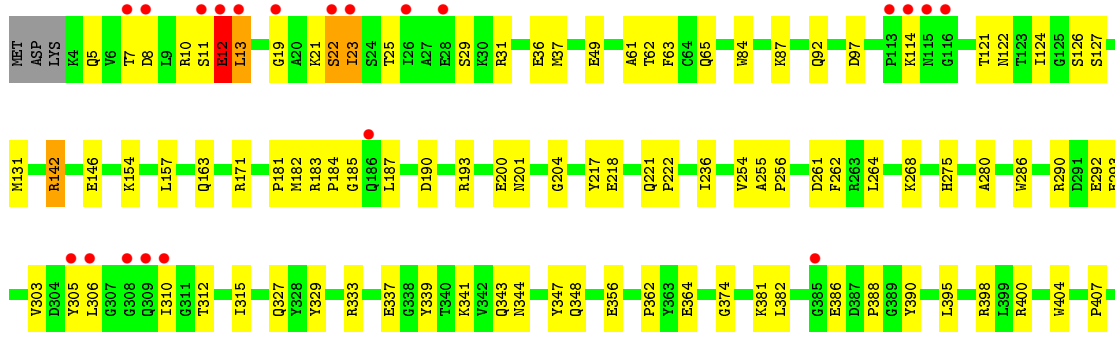 MET ASP LYS K4 Q5 V6 T7 D8 L9 R10 S11 E12 L13 G19 A20 K21 S22 I23 S24 T25 I26 A27 E28 S29 K30 R31 E36 M37 E49 A61 T62 F63 C64 Q65 W84 K87 Q92 D97 P113 K114 N115 G116 T121 N122 T123 I124 G125 S126 S127
M131 R142 E146 K154 L157 Q163 R171 P181 M182 R183 P184 G185 Q186 L187 D190 R193 E200 N201 G204 Y217 E218 Q221 P222 I236 V254 A255 P256 D261 F262 R263 L264 K268 H275 A280 W286 R290 D291 E292
V303 D304 Y305 L306 G307 G308 Q309 I310 G311 T312 I315 Q327 Y328 Y329 R333 E337 G338 Y339 T340 K341 V342 Q343 N344 Y347 Q348 E356 P362 Y363 E364 G374 K381 L382 G385 E386 D387 P388 G389 Y390 L395 R398 L399 R400 W404 P407